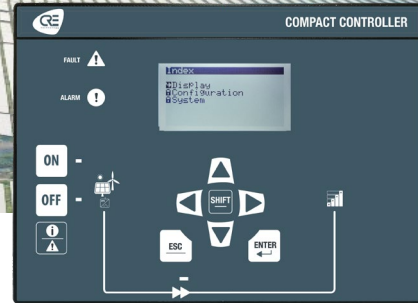 CRE
COMPACT CONTROLLER
FAULT
ALARM
Index
Display
Configuration
System
ON
OFF
SHIFT
ESC
ENTER